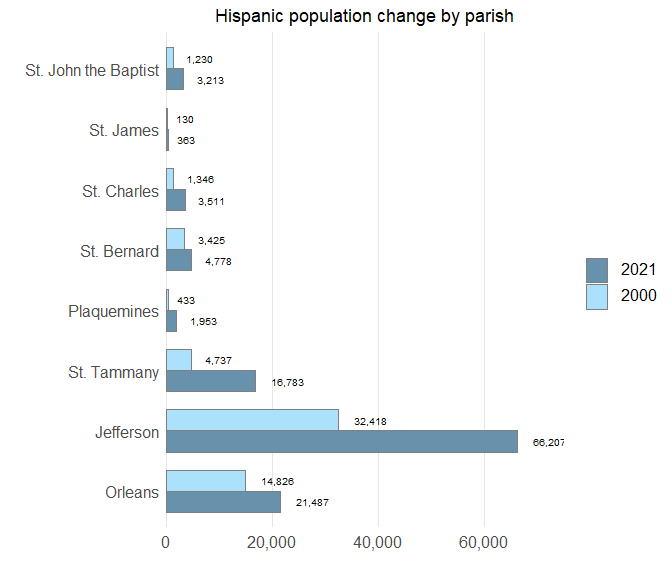 Hispanic population change by parish
St. John the Baptist
1,230
3,213
St. James
130
363
St. Charles
1,346
3,511
St. Bernard
3,425
4,778
Plaquemines
433
1,953
St. Tammany
4,737
16,783
Jefferson
32,418
66,207
Orleans
14,826
21,487
0 20,000 40,000 60,000
2021
2000